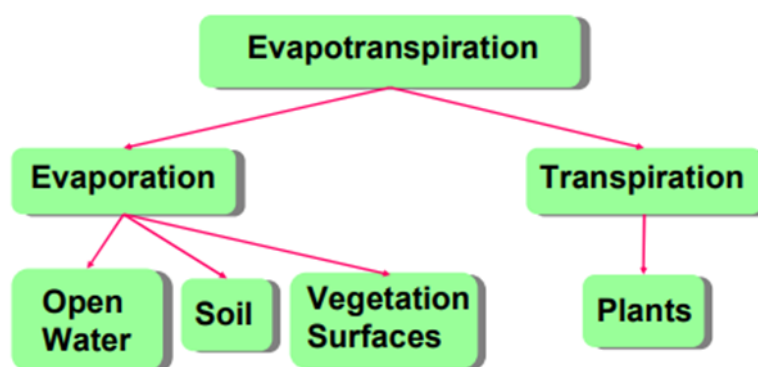 Evapotranspiration
Evaporation
Transpiration
Open
Water
Soil
Vegetation
Surfaces
Plants